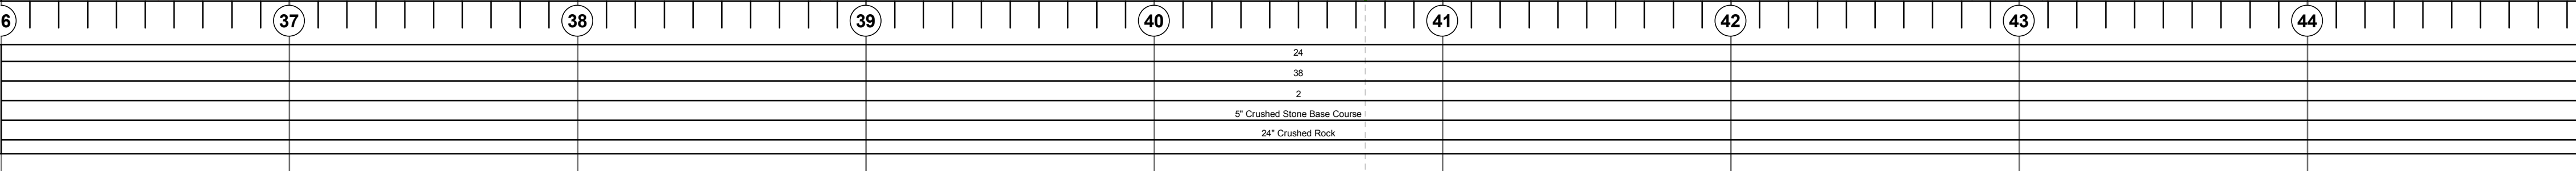 6 37 38 39 40 41 42 43 44
24
38
2
5" Crushed Stone Base Course
24" Crushed Rock